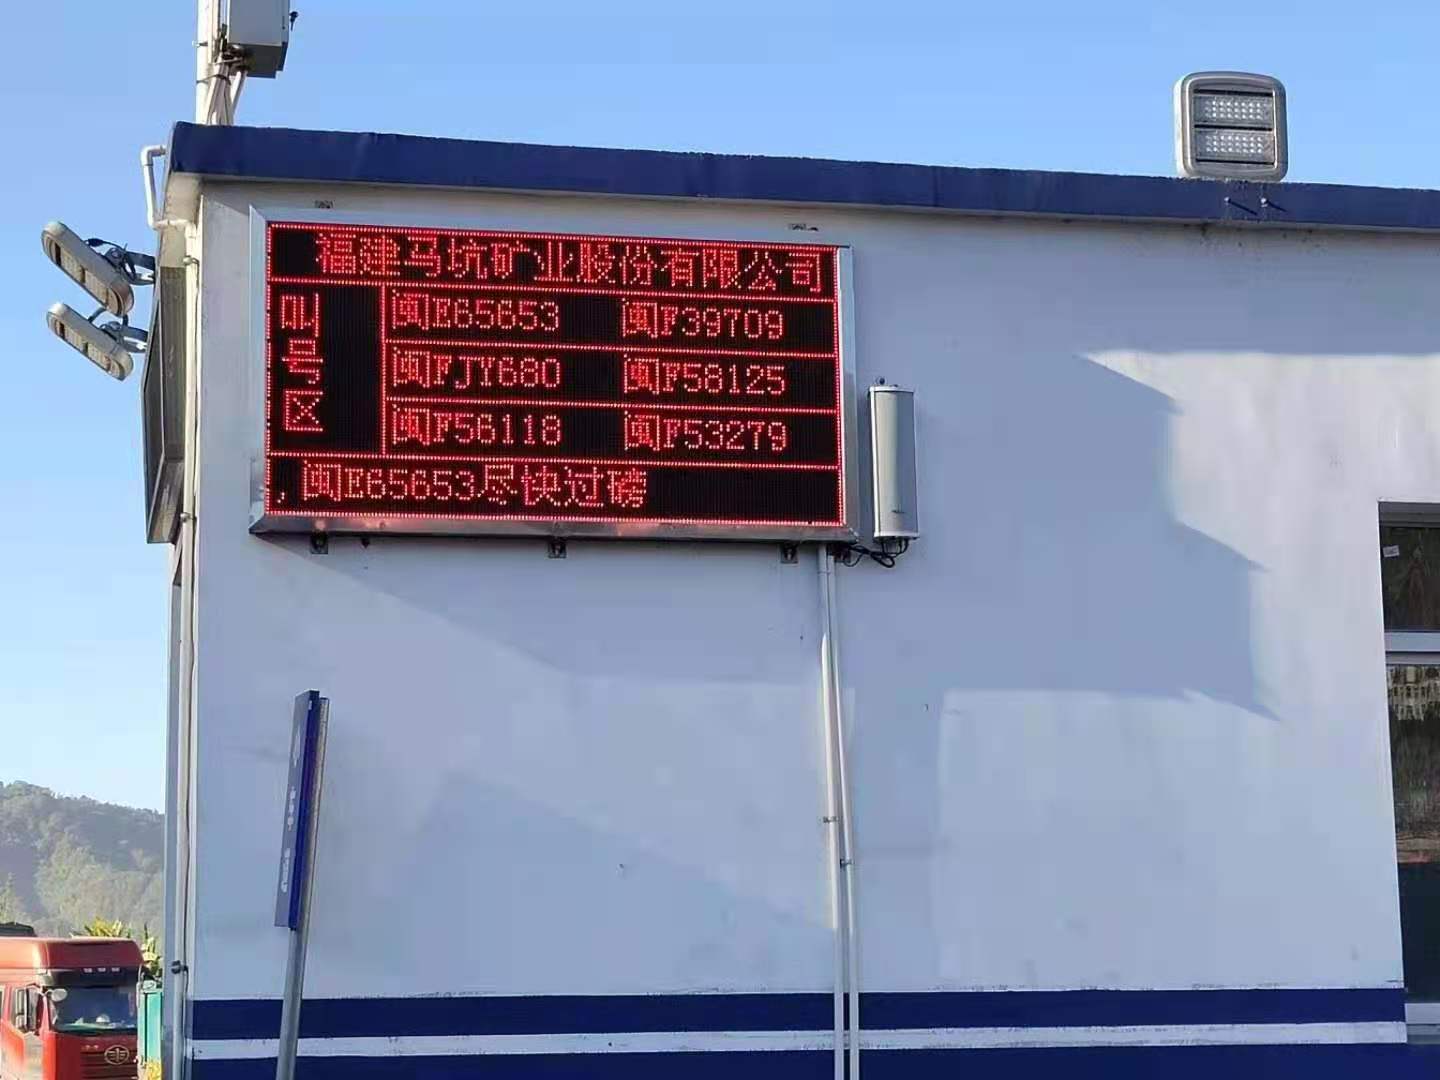 福建马坑矿业股份有限公司
叫号区
闽E65653 闽F39709
闽FJY680 闽F58125
闽F56118 闽F53279
，闽E65653尽快过磅